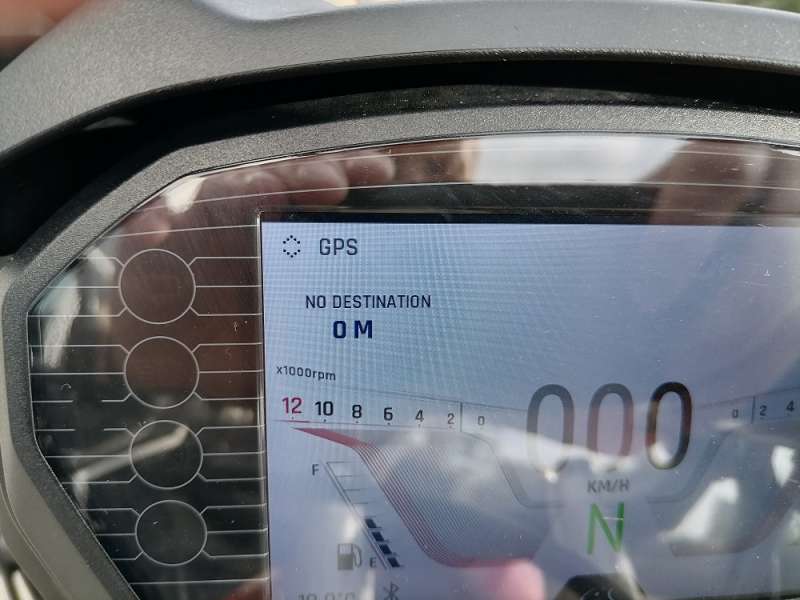 GPS
NO DESTINATION
0 M
x1000rpm
12 10 8 6 4 2 0
0 2 4
000
KM/H
F
N
E